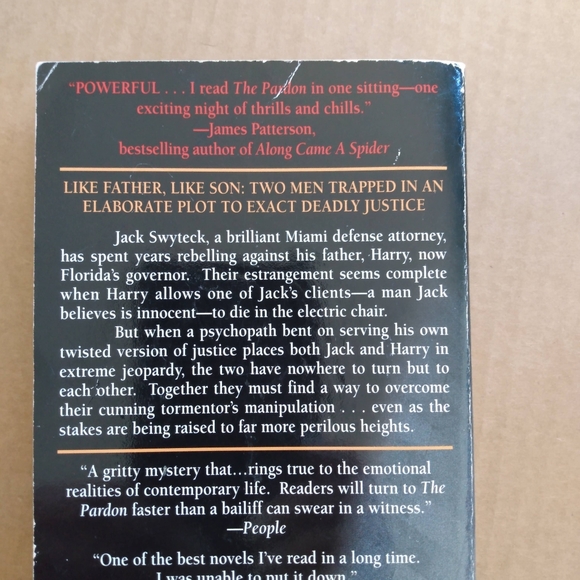 “POWERFUL . . . I read The Pardon in one sitting—one
exciting night of thrills and chills.”
—James Patterson,
bestselling author of Along Came A Spider
LIKE FATHER, LIKE SON: TWO MEN TRAPPED IN AN
ELABORATE PLOT TO EXACT DEADLY JUSTICE
Jack Swyteck, a brilliant Miami defense attorney,
has spent years rebelling against his father, Harry, now
Florida’s governor. Their estrangement seems complete
when Harry allows one of Jack’s clients—a man Jack
believes is innocent—to die in the electric chair.
But when a psychopath bent on serving his own
twisted version of justice places both Jack and Harry in
extreme jeopardy, the two have nowhere to turn but to
each other. Together they must find a way to overcome
their cunning tormentor’s manipulation . . . even as the
stakes are being raised to far more perilous heights.
“A gritty mystery that...rings true to the emotional
realities of contemporary life. Readers will turn to The
Pardon faster than a bailiff can swear in a witness.”
—People
“One of the best novels I’ve read in a long time.
I was unable to put it down.”